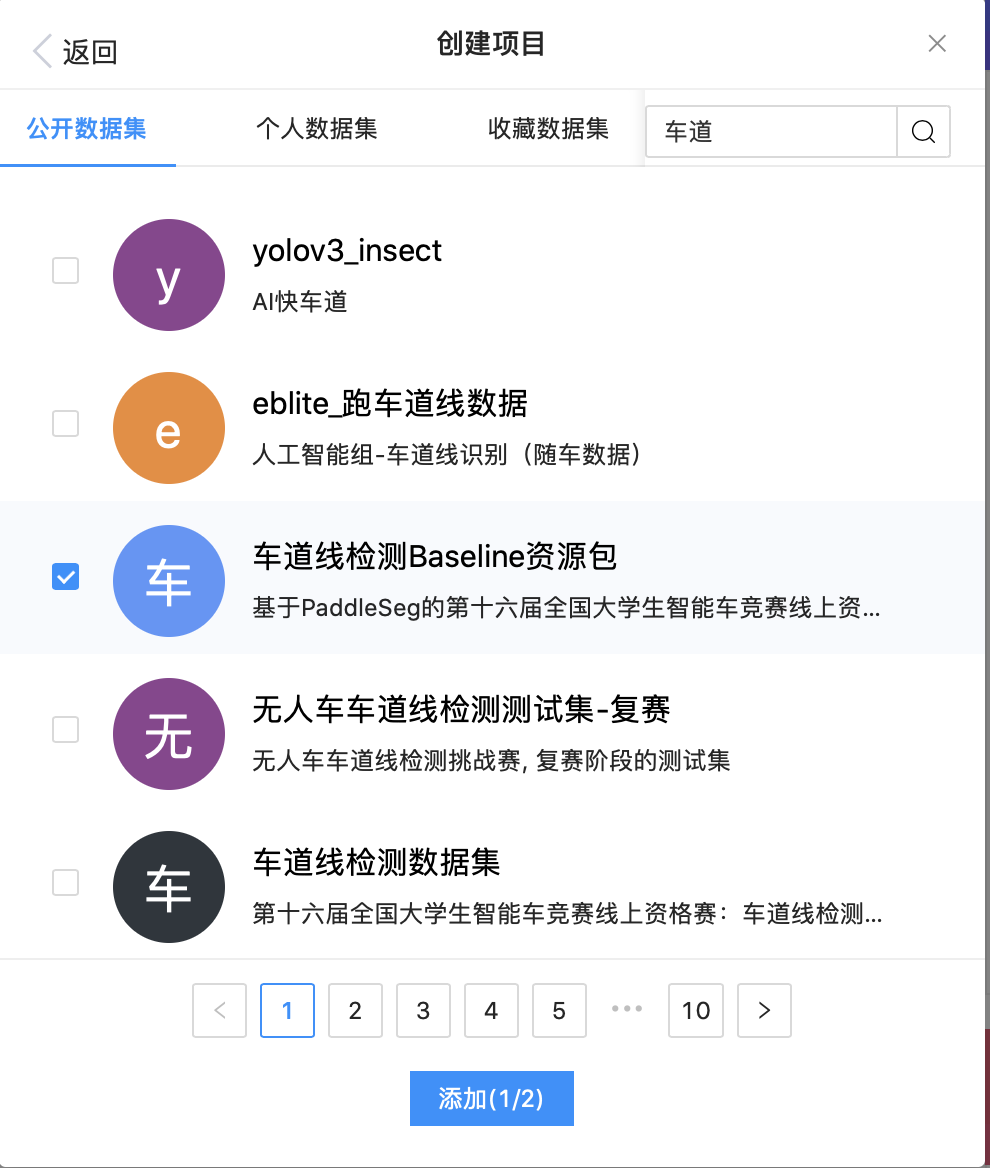 返回
创建项目
公开数据集
个人数据集
收藏数据集
车道
y
yolov3_insect
AI快车道
e
eblite_跑车道线数据
人工智能组-车道线识别（随车数据）
车
车道线检测Baseline资源包
基于PaddleSeg的第十六届全国大学生智能车竞赛线上资...
无
无人车车道线检测测试集-复赛
无人车车道线检测挑战赛, 复赛阶段的测试集
车
车道线检测数据集
第十六届全国大学生智能车竞赛线上资格赛：车道线检测...
< 1 2 3 4 5 ••• 10 >
添加(1/2)